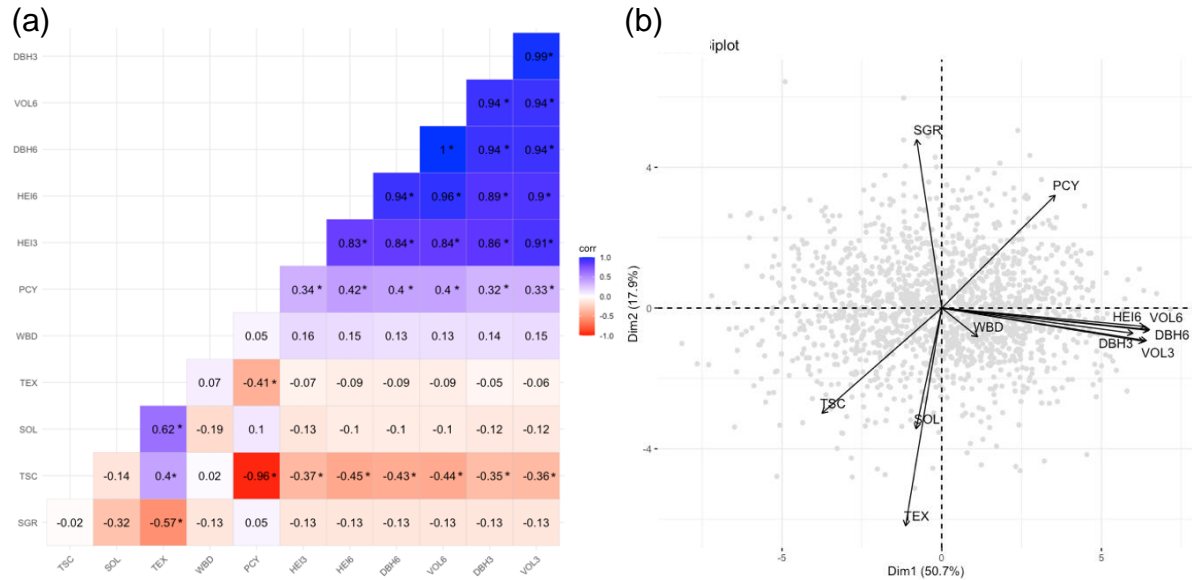 (a)
DBH3 0.99*
VOL6 0.94* 0.94*
DBH6 1* 0.94* 0.94*
HEI6 0.94* 0.96* 0.89* 0.9*
HEI3 0.83* 0.84* 0.84* 0.86* 0.91*
PCY 0.34* 0.42* 0.4* 0.4* 0.32* 0.33*
WBD 0.05 0.16 0.15 0.13 0.13 0.14 0.15
TEX 0.07 -0.41* -0.07 -0.09 -0.09 -0.09 -0.05 -0.06
SOL 0.62* -0.19 0.1 -0.13 -0.1 -0.1 -0.1 -0.12 -0.12
TSC -0.14 0.4* 0.02 -0.96* -0.37* -0.45* -0.43* -0.44* -0.35* -0.36*
SGR -0.02 -0.32 -0.57* -0.13 0.05 -0.13 -0.13 -0.13 -0.13 -0.13 -0.13
TSC SOL TEX WBD PCY HEI3 HEI6 DBH6 VOL6 DBH3 VOL3
corr
1.0
0.5
0.0
-0.5
-1.0
(b)
iplot
SGR
PCY
HEI6 VOL6
WBD
DBH3 DBH6
VOL3
TSC
SOL
TEX
4
0
-4
Dim2 (17.9%)
-5 0 5
Dim1 (50.7%)